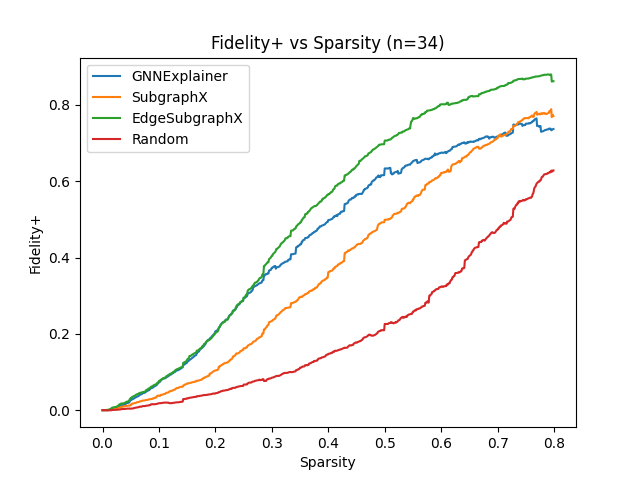 Fidelity+ vs Sparsity (n=34)
GNNExplainer
SubgraphX
EdgeSubgraphX
Random
Fidelity+
0.8
0.6
0.4
0.2
0.0
0.0 0.1 0.2 0.3 0.4 0.5 0.6 0.7 0.8
Sparsity